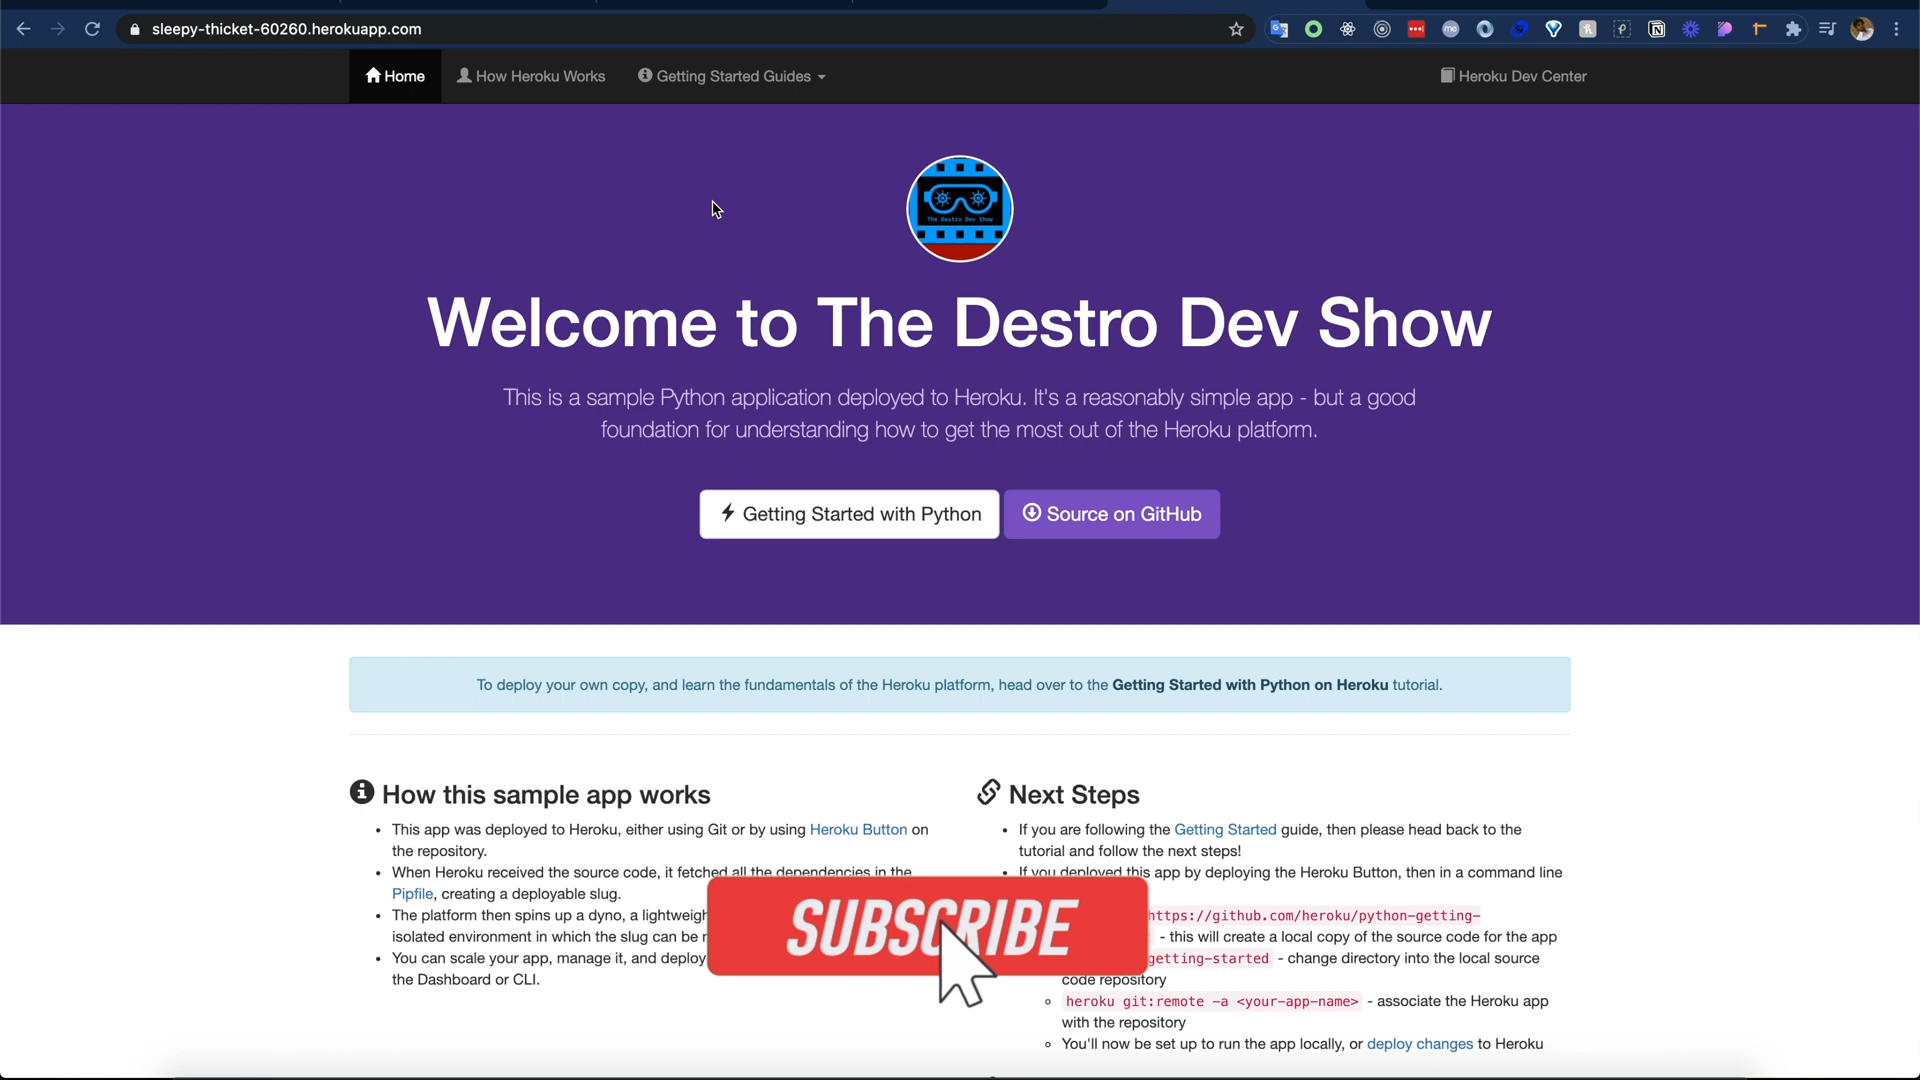 sleepy-thicket-60260.herokuapp.com
Home How Heroku Works Getting Started Guides Heroku Dev Center
The Destro Dev Show
Welcome to The Destro Dev Show
This is a sample Python application deployed to Heroku. It's a reasonably simple app - but a good
foundation for understanding how to get the most out of the Heroku platform.
Getting Started with Python Source on GitHub
To deploy your own copy, and learn the fundamentals of the Heroku platform, head over to the Getting Started with Python on Heroku tutorial.
How this sample app works
This app was deployed to Heroku, either using Git or by using Heroku Button on
the repository.
When Heroku received the source code, it fetched all the dependencies in the
Pipfile, creating a deployable slug.
The platform then spins up a dyno, a lightweigh
isolated environment in which the slug can be
You can scale your app, manage it, and deploy
the Dashboard or CLI.
Next Steps
If you are following the Getting Started guide, then please head back to the
tutorial and follow the next steps!
If you deployed this app by deploying the Heroku Button, then in a command line
https://github.com/heroku/python-getting-
- this will create a local copy of the source code for the app
getting-started - change directory into the local source
code repository
heroku git:remote -a <your-app-name> - associate the Heroku app
with the repository
You'll now be set up to run the app locally, or deploy changes to Heroku
SUBSCRIBE